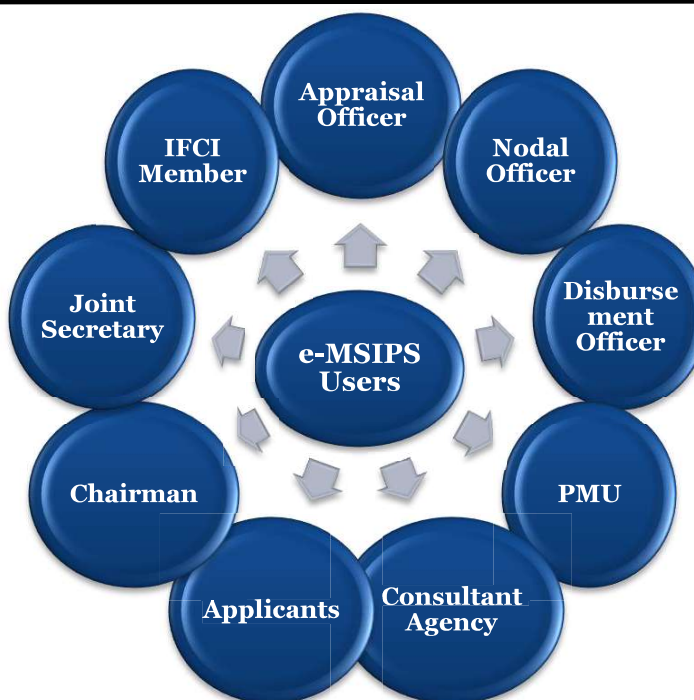 Appraisal
Officer
Nodal
Officer
Disburse
ment
Officer
PMU
Consultant
Agency
Applicants
Chairman
Joint
Secretary
IFCI
Member
e-MSIPS
Users